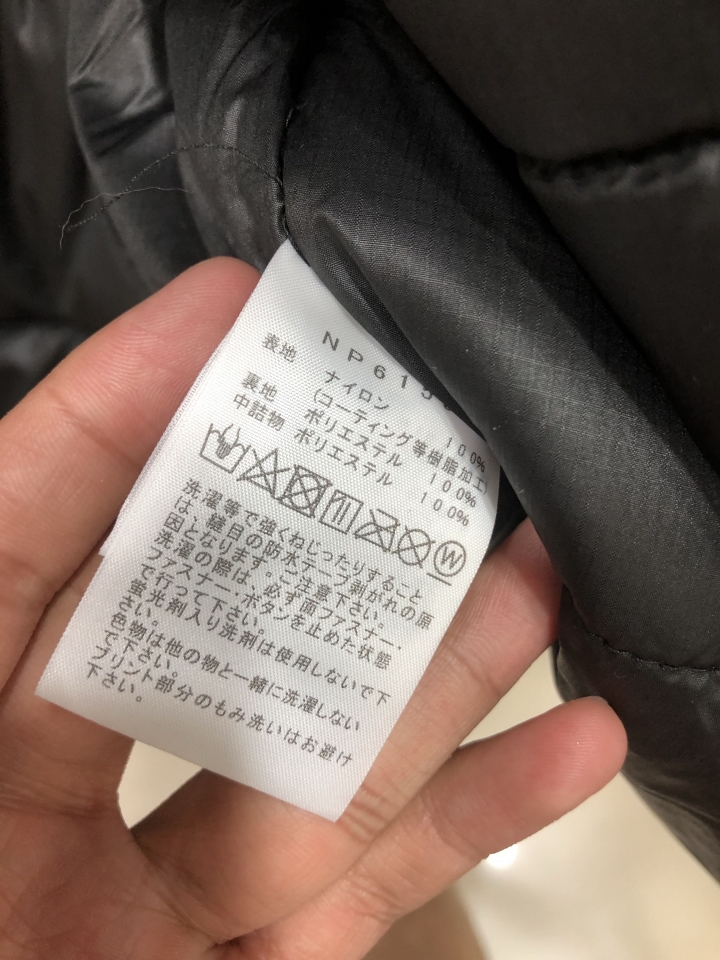 NP615
表地 ナイロン 100%
(コーティング等樹脂加工)
裏地 ポリエステル 100%
中詰物 ポリエステル 100%
W
洗濯等で強くねじったりすること
は、縫目の防水テープ剥がれの原
因となります。ご注意下さい。
洗濯の際は、必ず面ファスナー・
ファスナー・ボタンを止めた状態
で行って下さい。
蛍光剤入り洗剤は使用しないで下
さい。
色物は他の物と一緒に洗濯しない
で下さい。
プリント部分のもみ洗いはお避け
下さい。